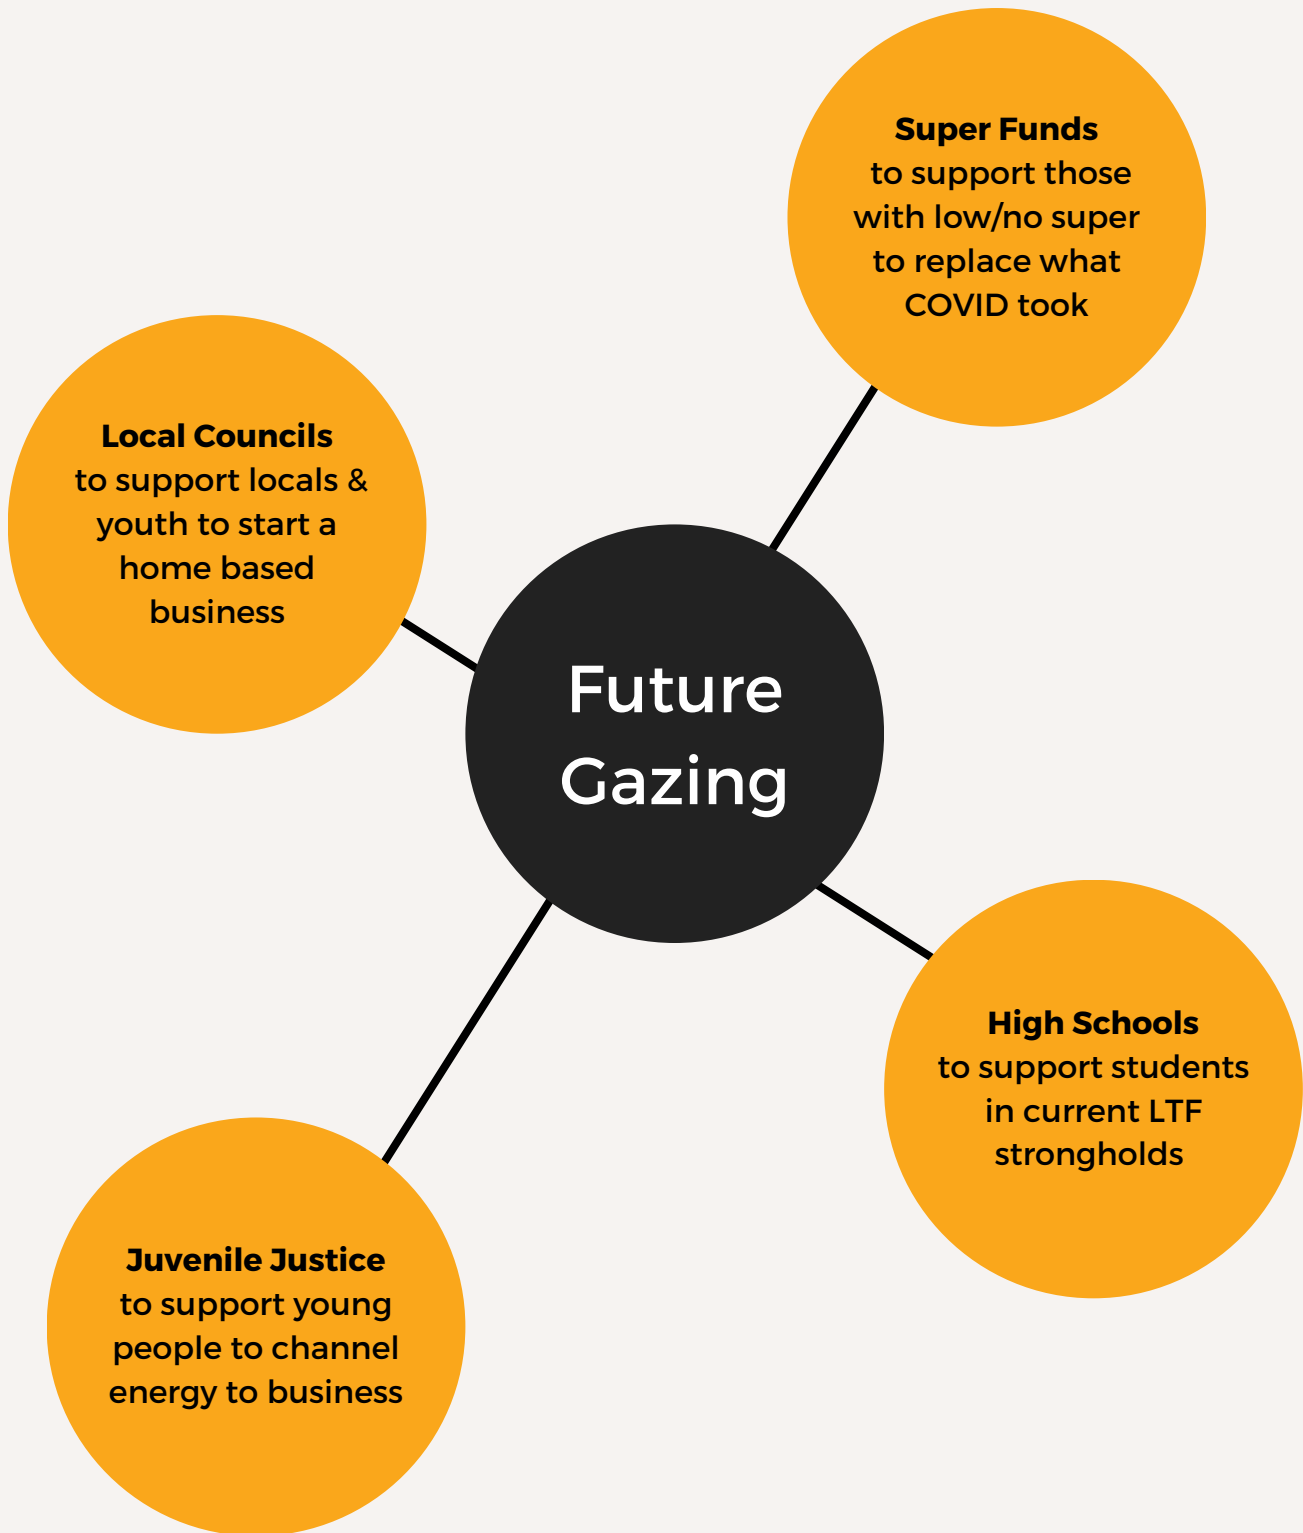 Super Funds
to support those
with low/no super
to replace what
COVID took
Local Councils
to support locals &
youth to start a
home based
business
Future
Gazing
High Schools
to support students
in current LTF
strongholds
Juvenile Justice
to support young
people to channel
energy to business